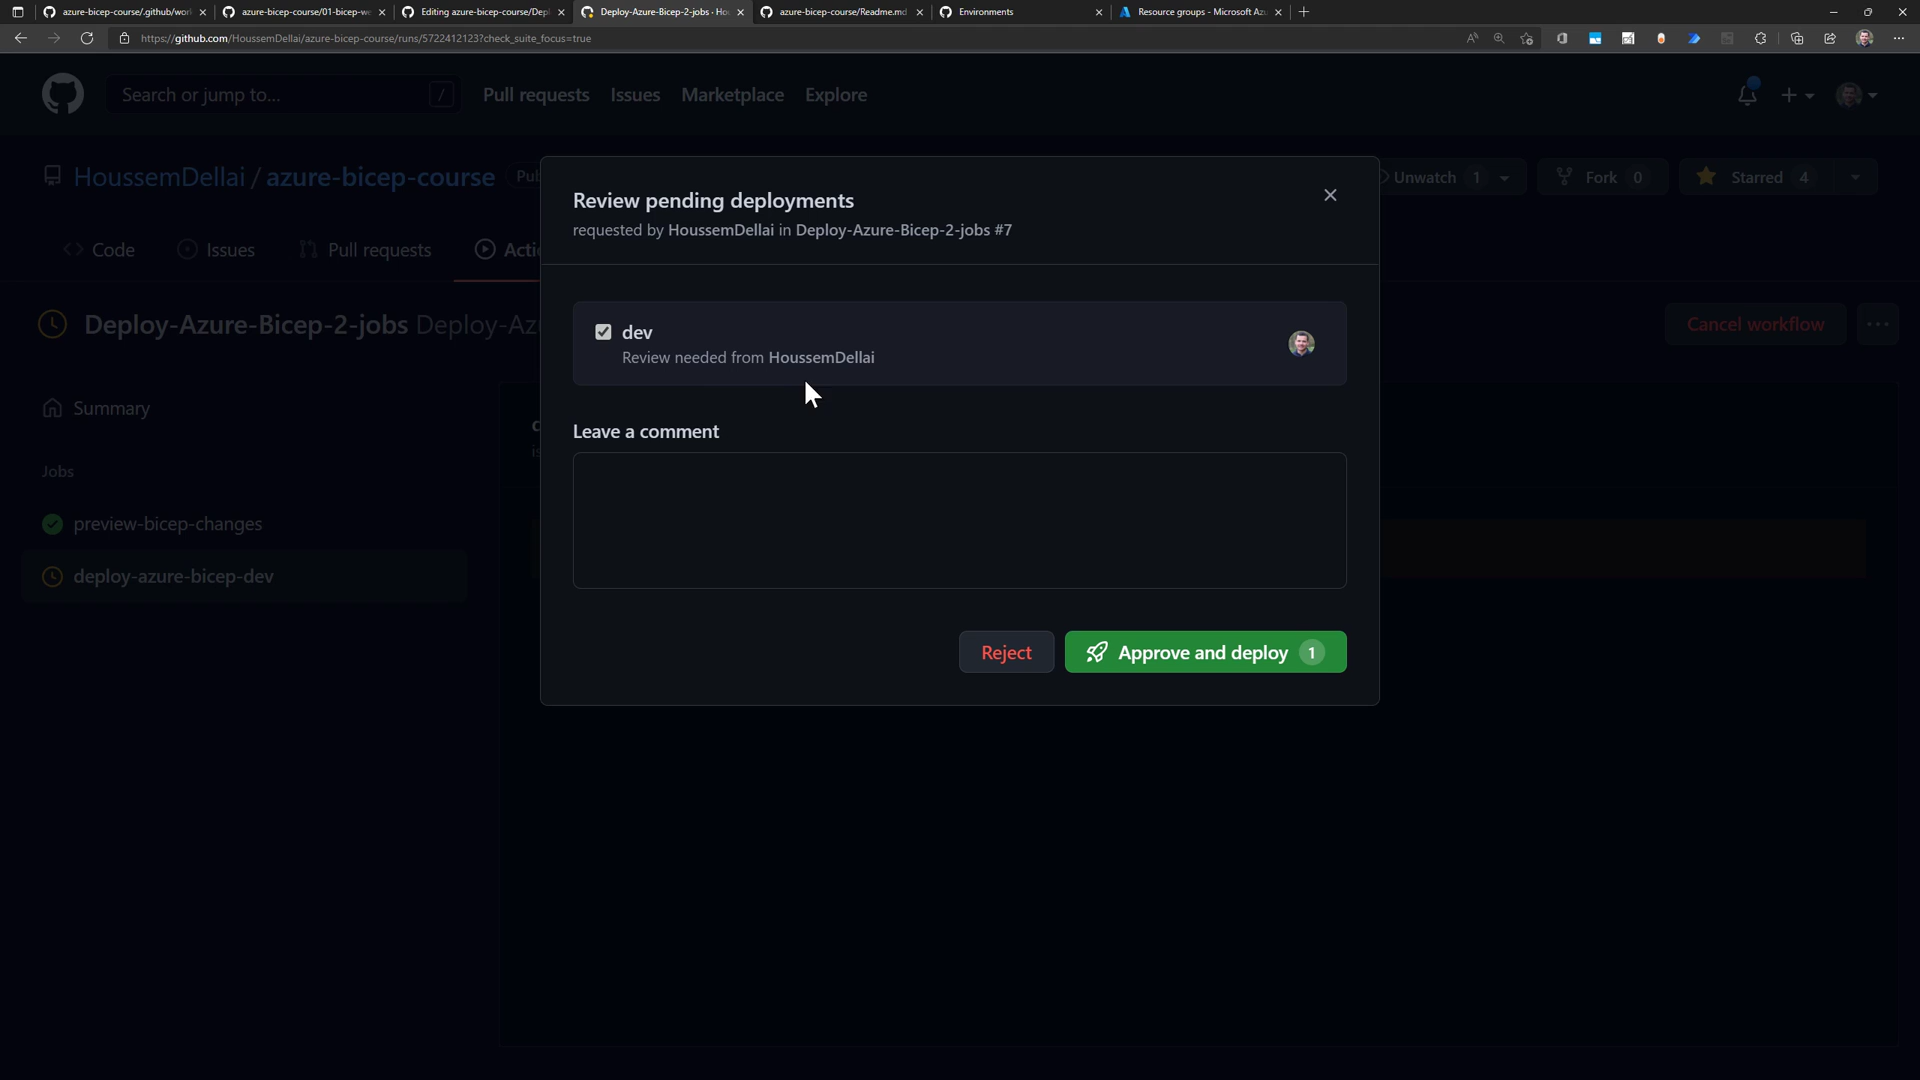 azure-bicep-course/.github/wor
azure-bicep-course/01-bicep-w
Editing azure-bicep-course/Dep
Deploy-Azure-Bicep-2-jobs · Ho
azure-bicep-course/Readme.md
Environments
Resource groups - Microsoft Az
https://github.com/HoussemDellai/azure-bicep-course/runs/5722412123?check_suite_focus=true
Search or jump to...
/
Pull requests
Issues
Marketplace
Explore
HoussemDellai / azure-bicep-course
Pu
Unwatch 1
Fork 0
Starred 4
Code
Issues
Pull requests
Acti
Deploy-Azure-Bicep-2-jobs Deploy-Az
Cancel workflow
Summary
Jobs
preview-bicep-changes
deploy-azure-bicep-dev
Review pending deployments
requested by HoussemDellai in Deploy-Azure-Bicep-2-jobs #7
dev
Review needed from HoussemDellai
Leave a comment
Reject
Approve and deploy 1